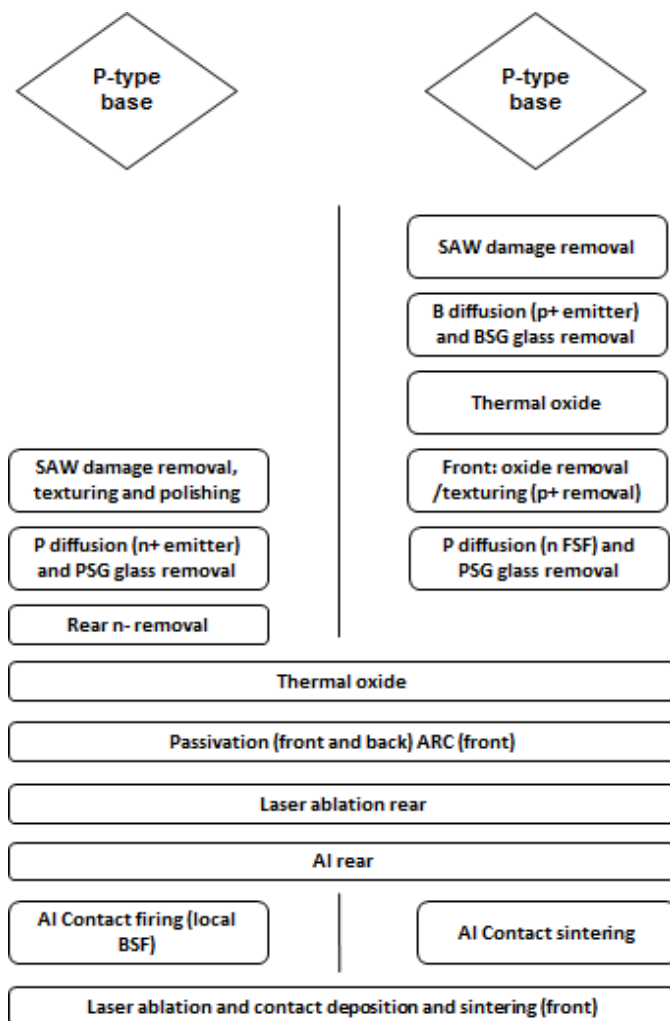 P-type
base
P-type
base
SAW damage removal
B diffusion (p+ emitter)
and BSG glass removal
Thermal oxide
SAW damage removal,
texturing and polishing
Front: oxide removal
/texturing (p+ removal)
P diffusion (n+ emitter)
and PSG glass removal
P diffusion (n FSF) and
PSG glass removal
Rear n- removal
Thermal oxide
Passivation (front and back) ARC (front)
Laser ablation rear
Al rear
Al Contact firing (local
BSF)
Al Contact sintering
Laser ablation and contact deposition and sintering (front)